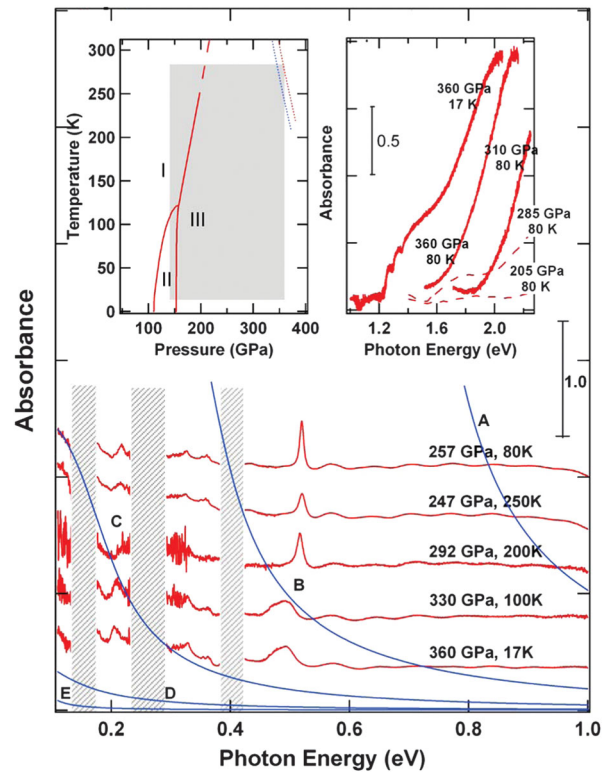 300
250
200
150
100
50
0
Temperature (K)
I
II
III
100
200
300
400
Pressure (GPa)
Absorbance
0.5
360 GPa
17 K
310 GPa
80 K
285 GPa
80 K
360 GPa
80 K
205 GPa
80 K
1.2
1.6
2.0
Photon Energy (eV)
1.0
Absorbance
A
257 GPa, 80K
247 GPa, 250K
C
292 GPa, 200K
B
330 GPa, 100K
360 GPa, 17K
E
D
0.2
0.4
0.6
0.8
1.0
Photon Energy (eV)